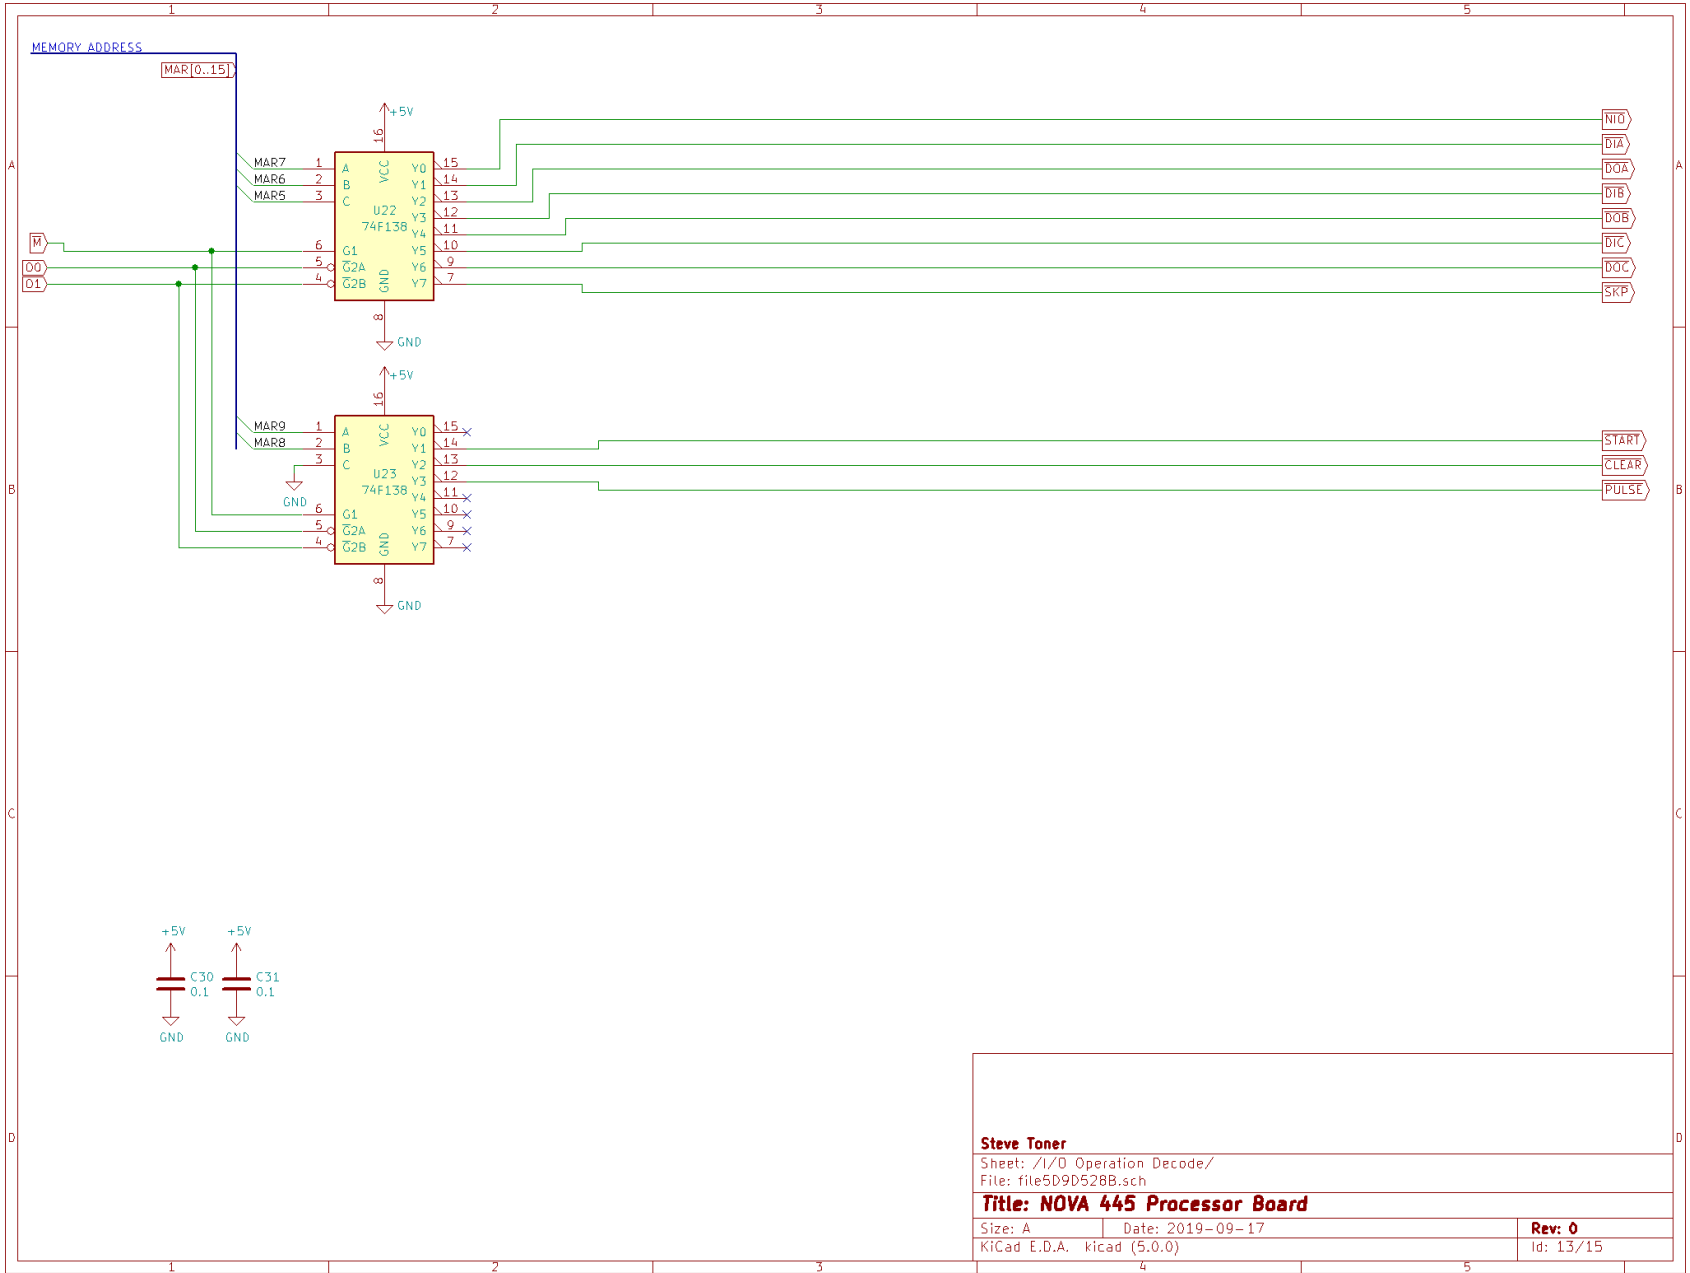 1 2 3 4 5
MEMORY ADDRESS
MAR[0..15]
+5V
16
VCC
A
A
MAR7 1 A Y0 15
MAR6 2 B Y1 14
MAR5 3 C Y2 13
U22
74F138
Y3 12
Y4 11
M 6 G1 Y5 10
O0 5 G2A Y6 9
O1 4 G2B Y7 7
GND
8
GND
NIO
DIA
DOA
DIB
DOB
DIC
DOC
SKP
+5V
16
VCC
MAR9 1 A Y0 15
MAR8 2 B Y1 14
3 C Y2 13
GND
U23
74F138
Y3 12
Y4 11
6 G1 Y5 10
5 G2A Y6 9
4 G2B Y7 7
GND
8
GND
START
CLEAR
PULSE
B
B
C
C
+5V +5V
C30 C31
0.1 0.1
GND GND
D
D
Steve Toner
Sheet: /I/O Operation Decode/
File: file5D9D528B.sch
Title: NOVA 445 Processor Board
Size: A Date: 2019-09-17 Rev: 0
KiCad E.D.A. kicad (5.0.0) Id: 13/15
1 2 3 4 5